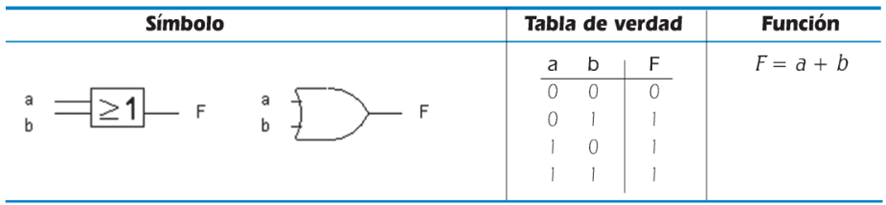 Símbolo Tabla de verdad Función
a b F F = a + b
a ≥1 F a F
b b
0 0 0
0 1 1
1 0 1
1 1 1